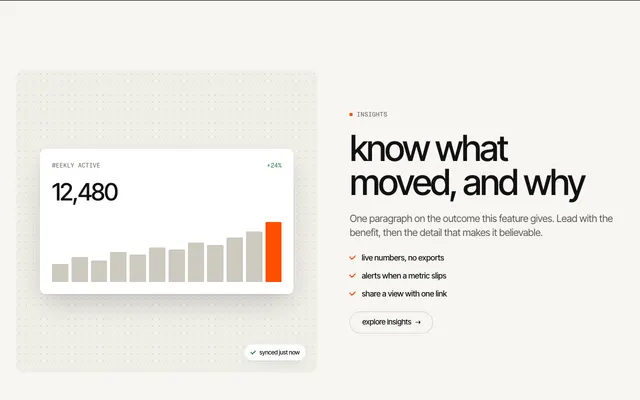 WEEKLY ACTIVE
+24%
12,480
synced just now
INSIGHTS
know what
moved, and why
One paragraph on the outcome this feature gives. Lead with the
benefit, then the detail that makes it believable.
live numbers, no exports
alerts when a metric slips
share a view with one link
explore insights →